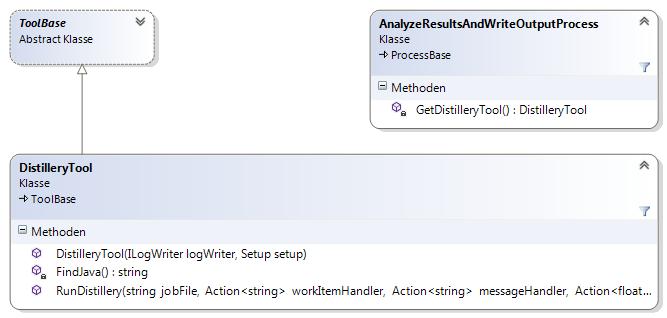 ToolBase
Abstract Klasse
AnalyzeResultsAndWriteOutputProcess
Klasse
ProcessBase
Methoden
GetDistilleryTool() : DistilleryTool
DistilleryTool
Klasse
ToolBase
Methoden
DistilleryTool(ILogWriter logWriter, Setup setup)
FindJava() : string
RunDistillery(string jobFile, Action<string> workItemHandler, Action<string> messageHandler, Action<float...